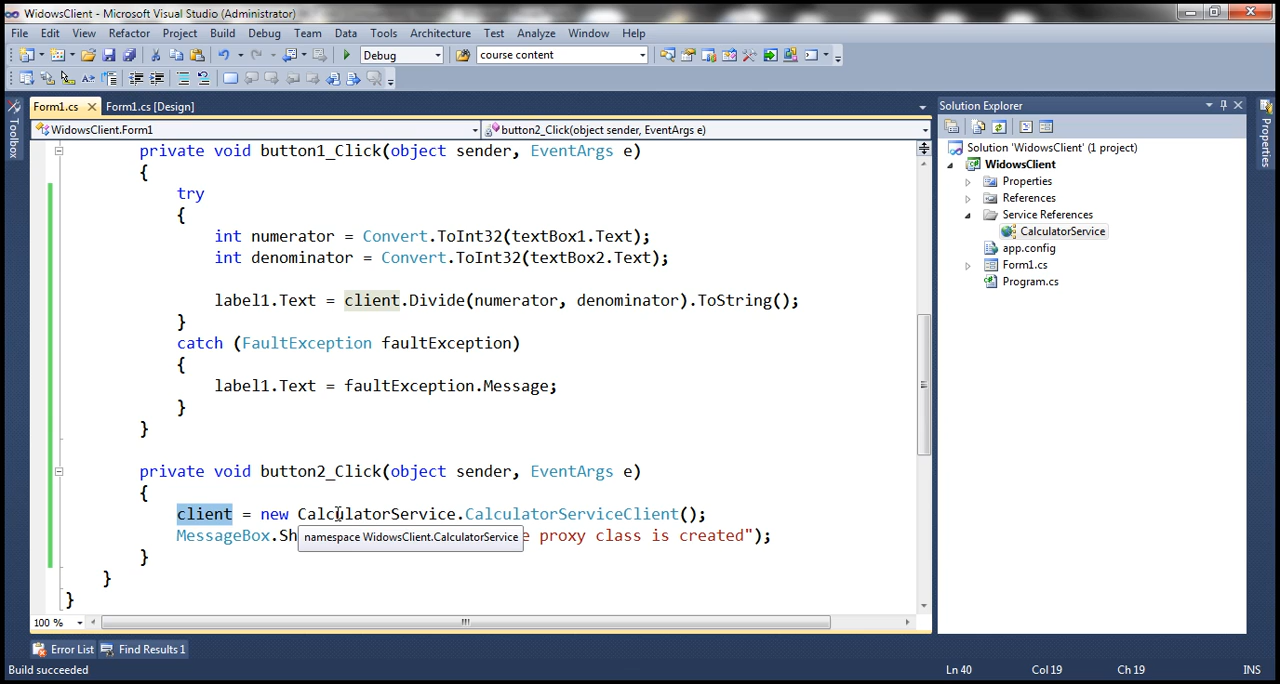 WidowsClient - Microsoft Visual Studio (Administrator)
File Edit View Refactor Project Build Debug Team Data Tools Architecture Test Analyze Window Help
Debug course content
Form1.cs Form1.cs [Design]
WidowsClient.Form1 button2_Click(object sender, EventArgs e)
private void button1_Click(object sender, EventArgs e)
{
try
{
int numerator = Convert.ToInt32(textBox1.Text);
int denominator = Convert.ToInt32(textBox2.Text);
label1.Text = client.Divide(numerator, denominator).ToString();
}
catch (FaultException faultException)
{
label1.Text = faultException.Message;
}
}
private void button2_Click(object sender, EventArgs e)
{
client = new CalculatorService.CalculatorServiceClient();
MessageBox.Sh e proxy class is created");
namespace WidowsClient.CalculatorService
}
}
}
100 %
Toolbox
Solution Explorer
Solution 'WidowsClient' (1 project)
WidowsClient
Properties
References
Service References
CalculatorService
app.config
Form1.cs
Program.cs
Properties
Error List Find Results 1
Build succeeded Ln 40 Col 19 Ch 19 INS